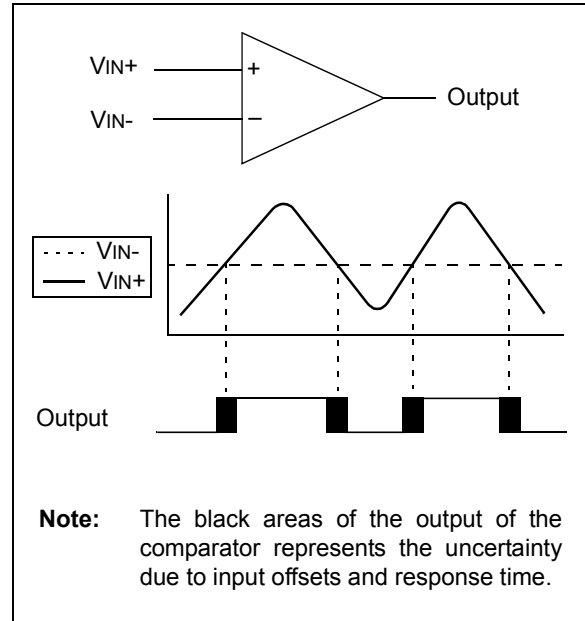 VIN+
+
Output
VIN-
–
VIN-
VIN+
Output
Note: The black areas of the output of the
comparator represents the uncertainty
due to input offsets and response time.